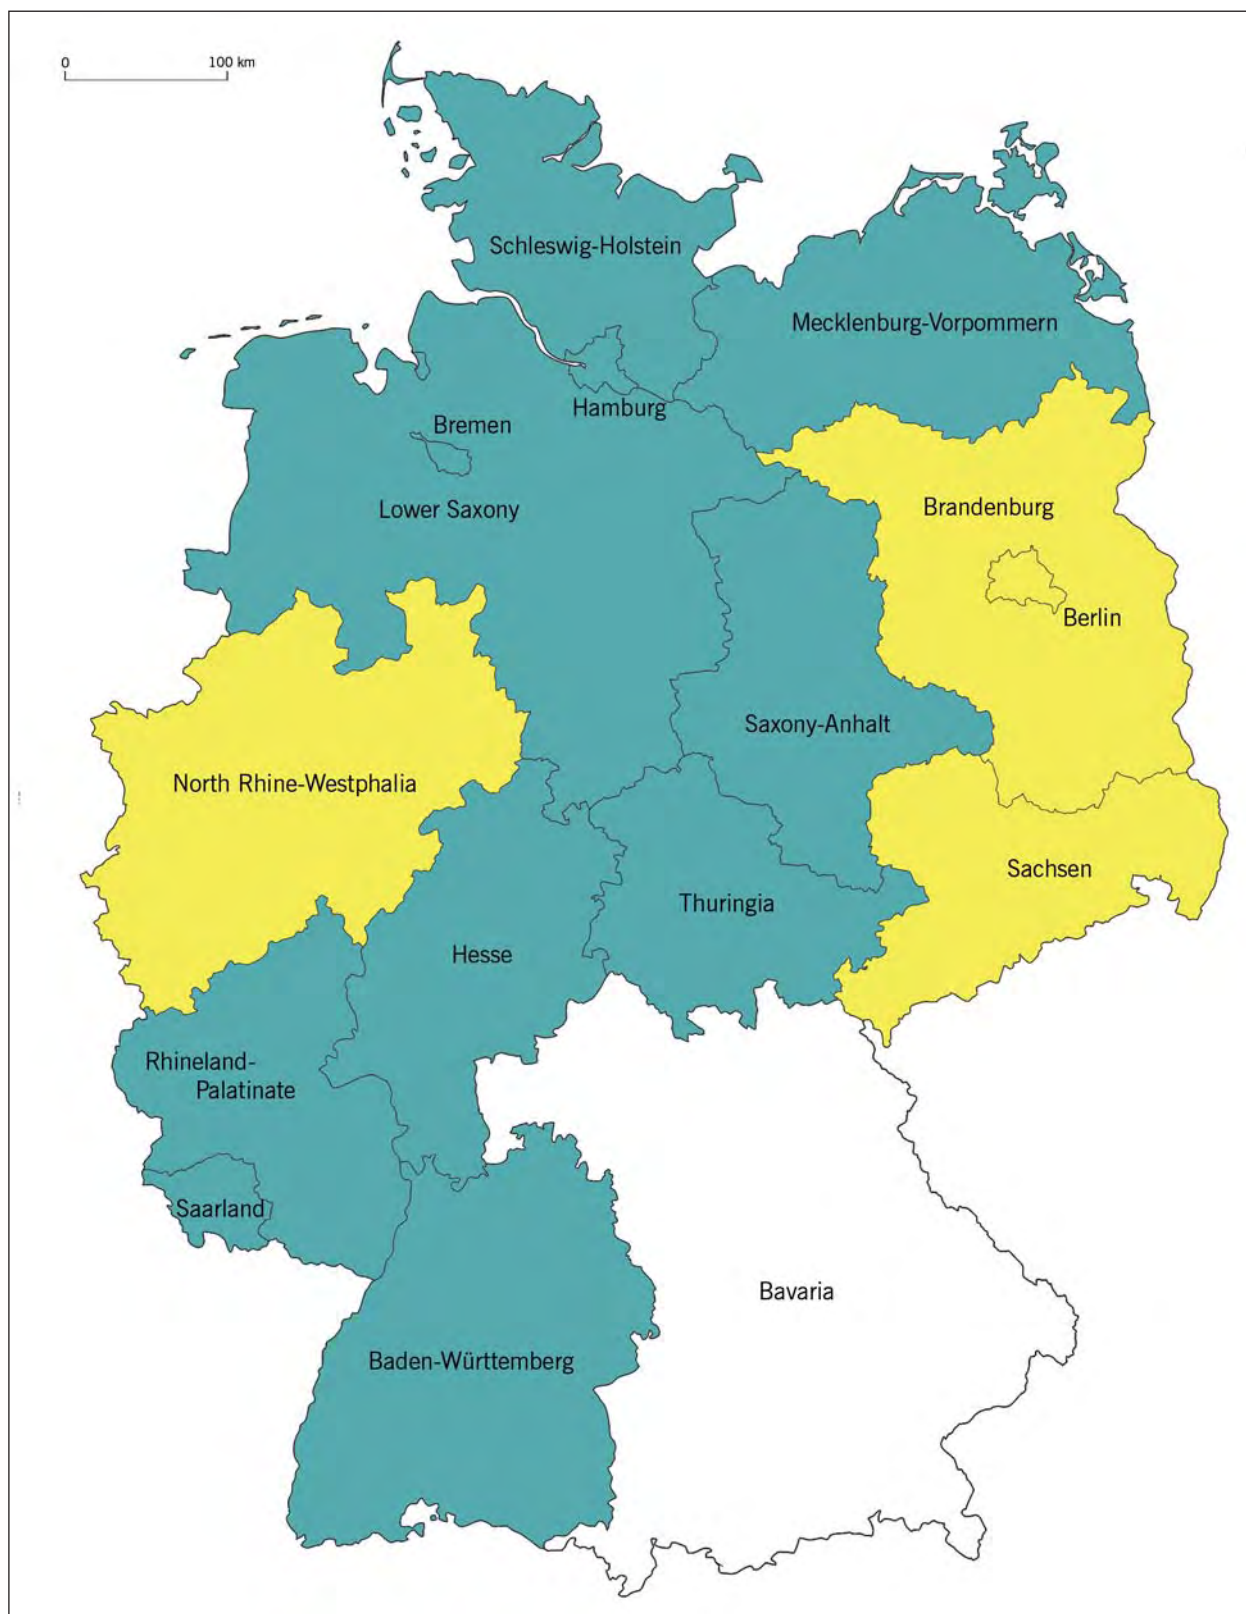 0 100 km
Schleswig-Holstein
Mecklenburg-Vorpommern
Hamburg
Bremen
Lower Saxony
Brandenburg
Berlin
Saxony-Anhalt
North Rhine-Westphalia
Sachsen
Thuringia
Hesse
Rhineland-
Palatinate
Saarland
Bavaria
Baden-Württemberg